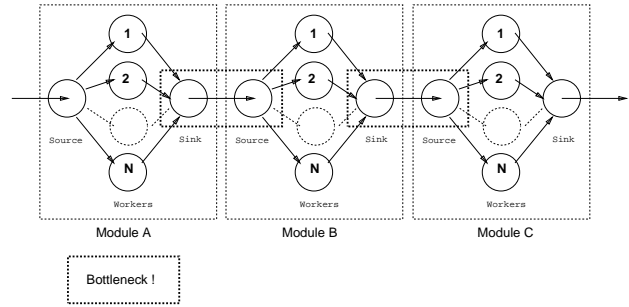 1
2
Source
Sink
N
Workers
Module A
1
2
Source
Sink
N
Workers
Module B
1
2
Source
Sink
N
Workers
Module C
Bottleneck !